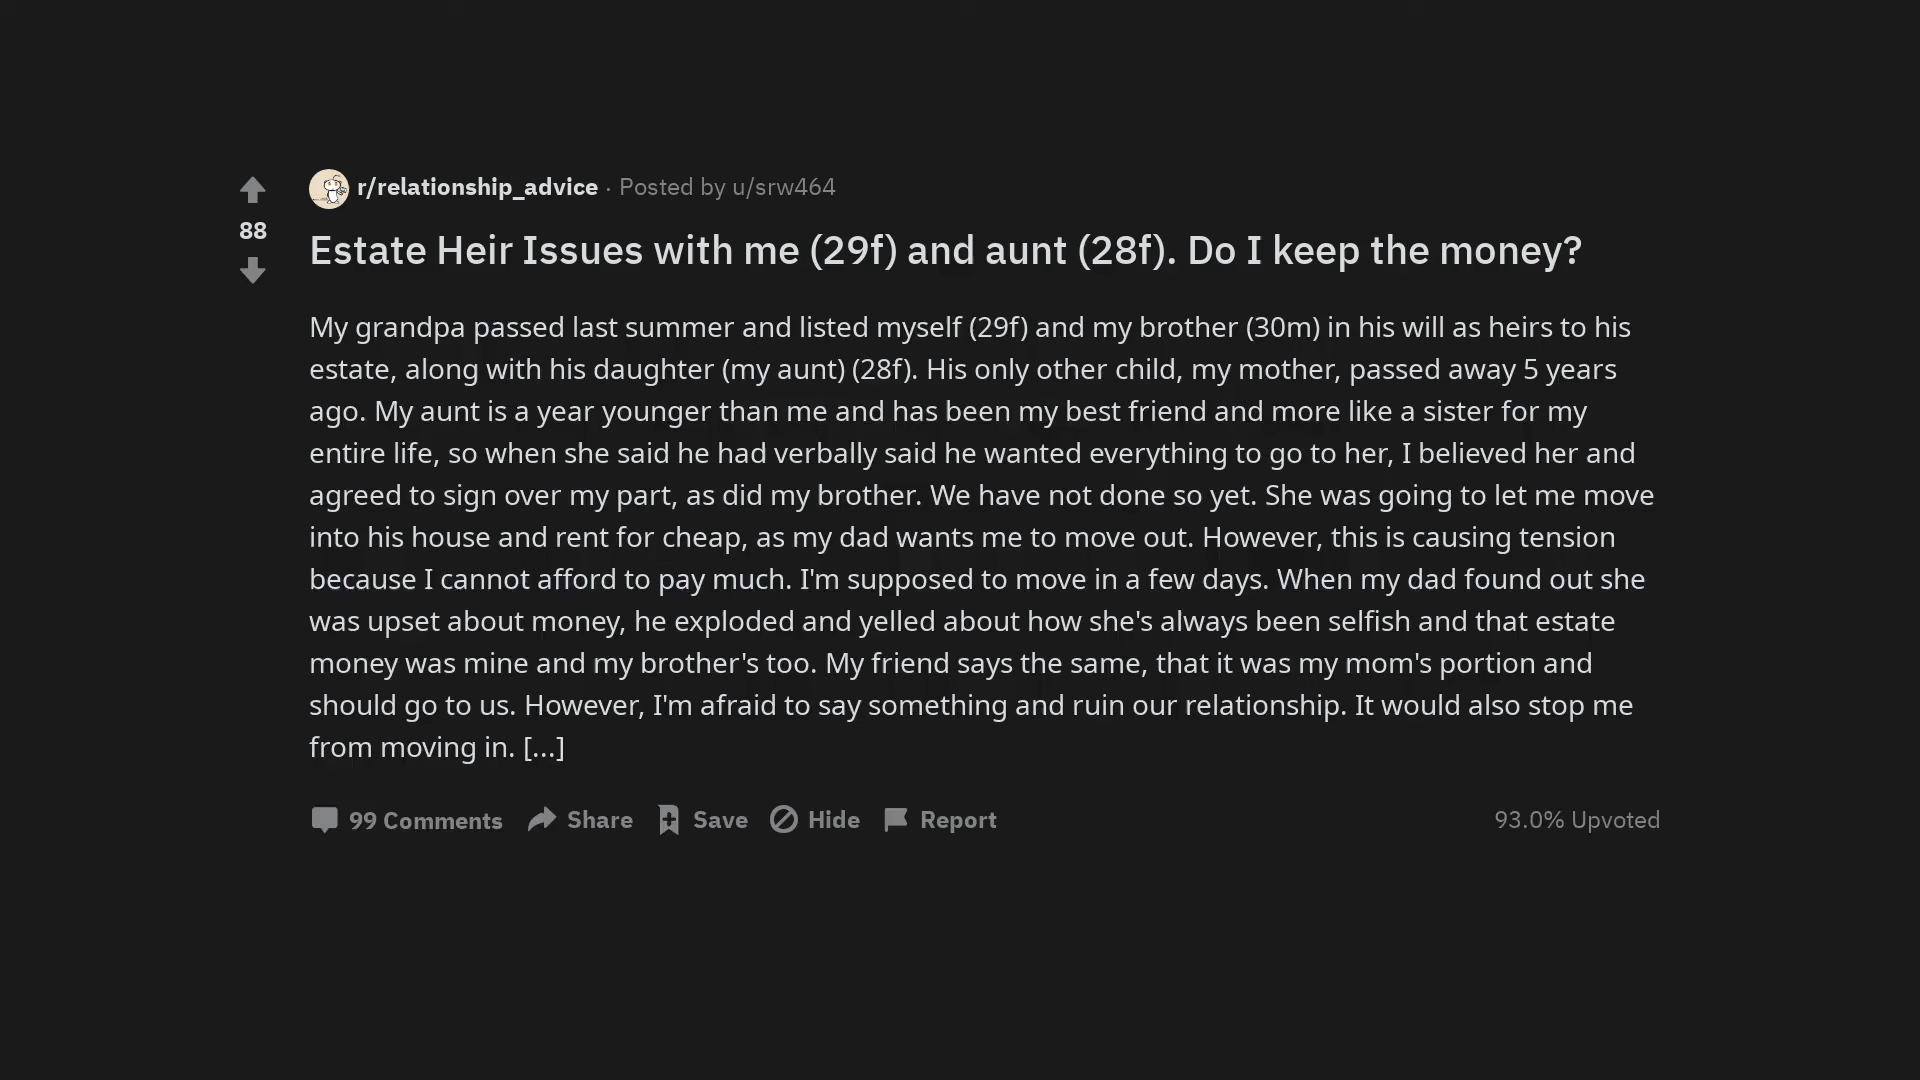 r/relationship_advice · Posted by u/srw464
88
Estate Heir Issues with me (29f) and aunt (28f). Do I keep the money?
My grandpa passed last summer and listed myself (29f) and my brother (30m) in his will as heirs to his
estate, along with his daughter (my aunt) (28f). His only other child, my mother, passed away 5 years
ago. My aunt is a year younger than me and has been my best friend and more like a sister for my
entire life, so when she said he had verbally said he wanted everything to go to her, I believed her and
agreed to sign over my part, as did my brother. We have not done so yet. She was going to let me move
into his house and rent for cheap, as my dad wants me to move out. However, this is causing tension
because I cannot afford to pay much. I'm supposed to move in a few days. When my dad found out she
was upset about money, he exploded and yelled about how she's always been selfish and that estate
money was mine and my brother's too. My friend says the same, that it was my mom's portion and
should go to us. However, I'm afraid to say something and ruin our relationship. It would also stop me
from moving in. [...]
99 Comments Share Save Hide Report 93.0% Upvoted